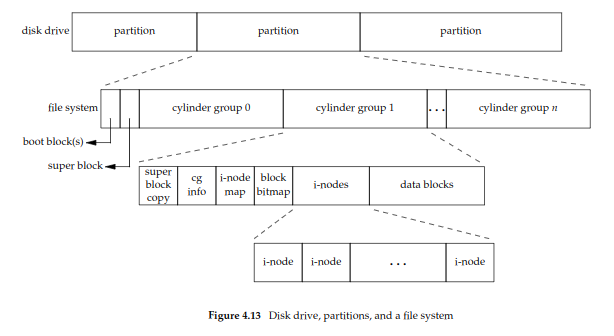 disk drive partition partition partition
file system cylinder group 0 cylinder group 1 ... cylinder group n
boot block(s)
super block
super block copy
cg info
i-node map
block bitmap
i-nodes
data blocks
i-node i-node ... i-node
Figure 4.13 Disk drive, partitions, and a file system